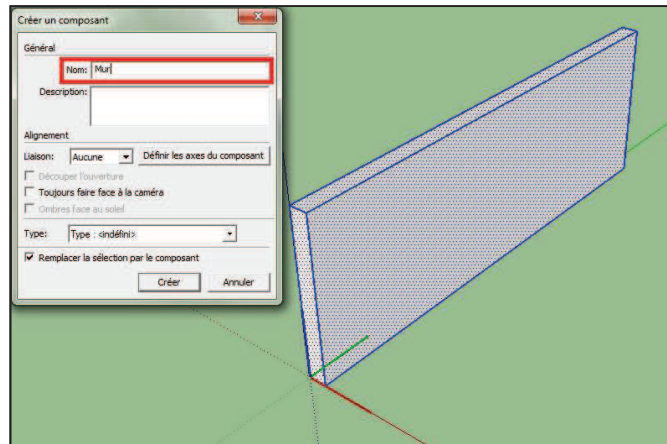 Créer un composant
Général
Nom: Mur
Description:
Alignement
Liaison: Aucune Définir les axes du composant
Découper l'ouverture
Toujours faire face à la caméra
Ombres face au soleil
Type: Type : <indéfini>
Remplacer la sélection par le composant
Créer Annuler